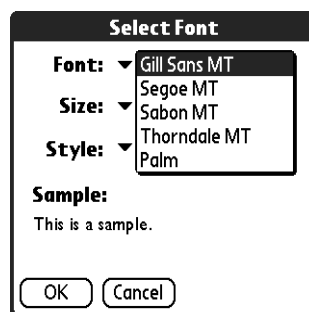 Select Font
Font: Gill Sans MT
Segoe MT
Size: Sabon MT
Thorndale MT
Style: Palm
Sample:
This is a sample.
OK Cancel